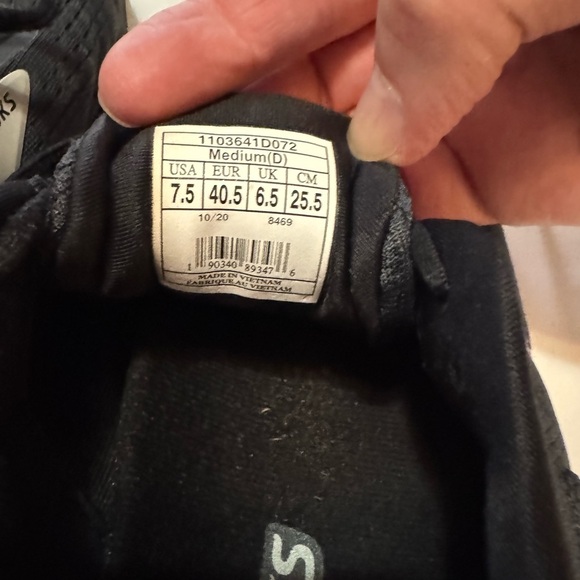 1103641D072
Medium(D)
USA EUR UK CM
7.5 40.5 6.5 25.5
10/20 8469
1 90340 89347 6
MADE IN VIETNAM
FABRIQUE AU VIETNAM